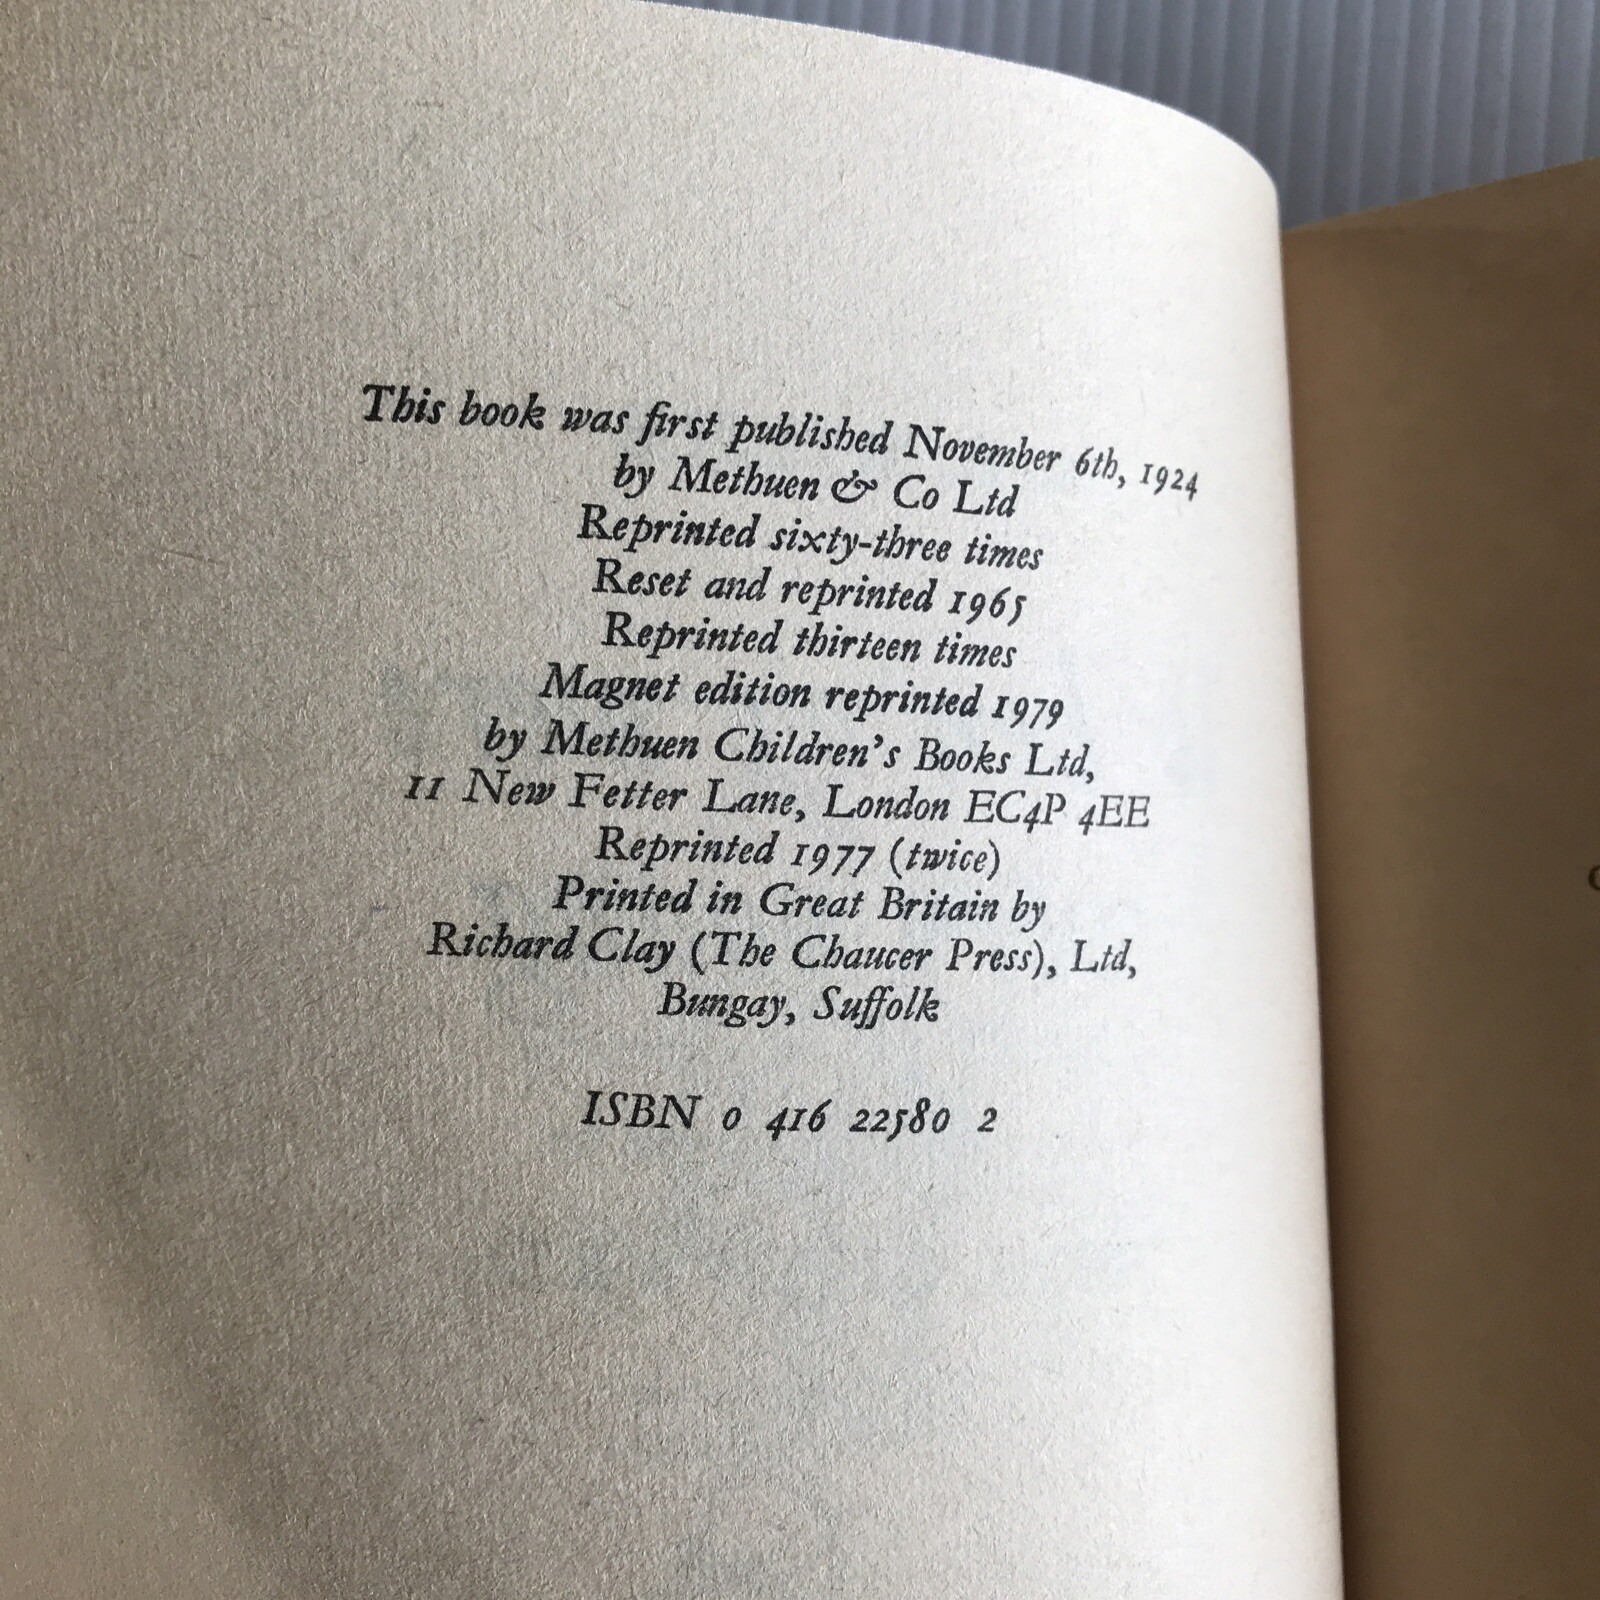 This book was first published November 6th, 1924
by Methuen & Co Ltd
Reprinted sixty-three times
Reset and reprinted 1965
Reprinted thirteen times
Magnet edition reprinted 1979
by Methuen Children's Books Ltd,
11 New Fetter Lane, London EC4P 4EE
Reprinted 1977 (twice)
Printed in Great Britain by
Richard Clay (The Chaucer Press), Ltd,
Bungay, Suffolk
ISBN 0 416 22580 2